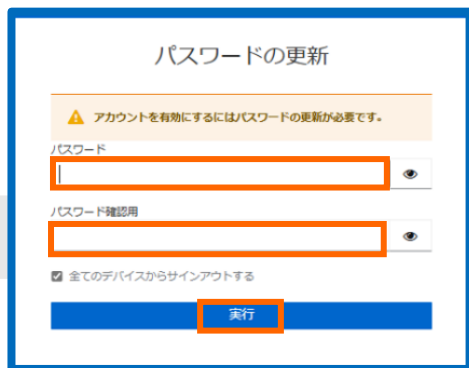 パスワードの更新
アカウントを有効にするにはパスワードの更新が必要です。
パスワード
パスワード確認用
全てのデバイスからサインアウトする
実行